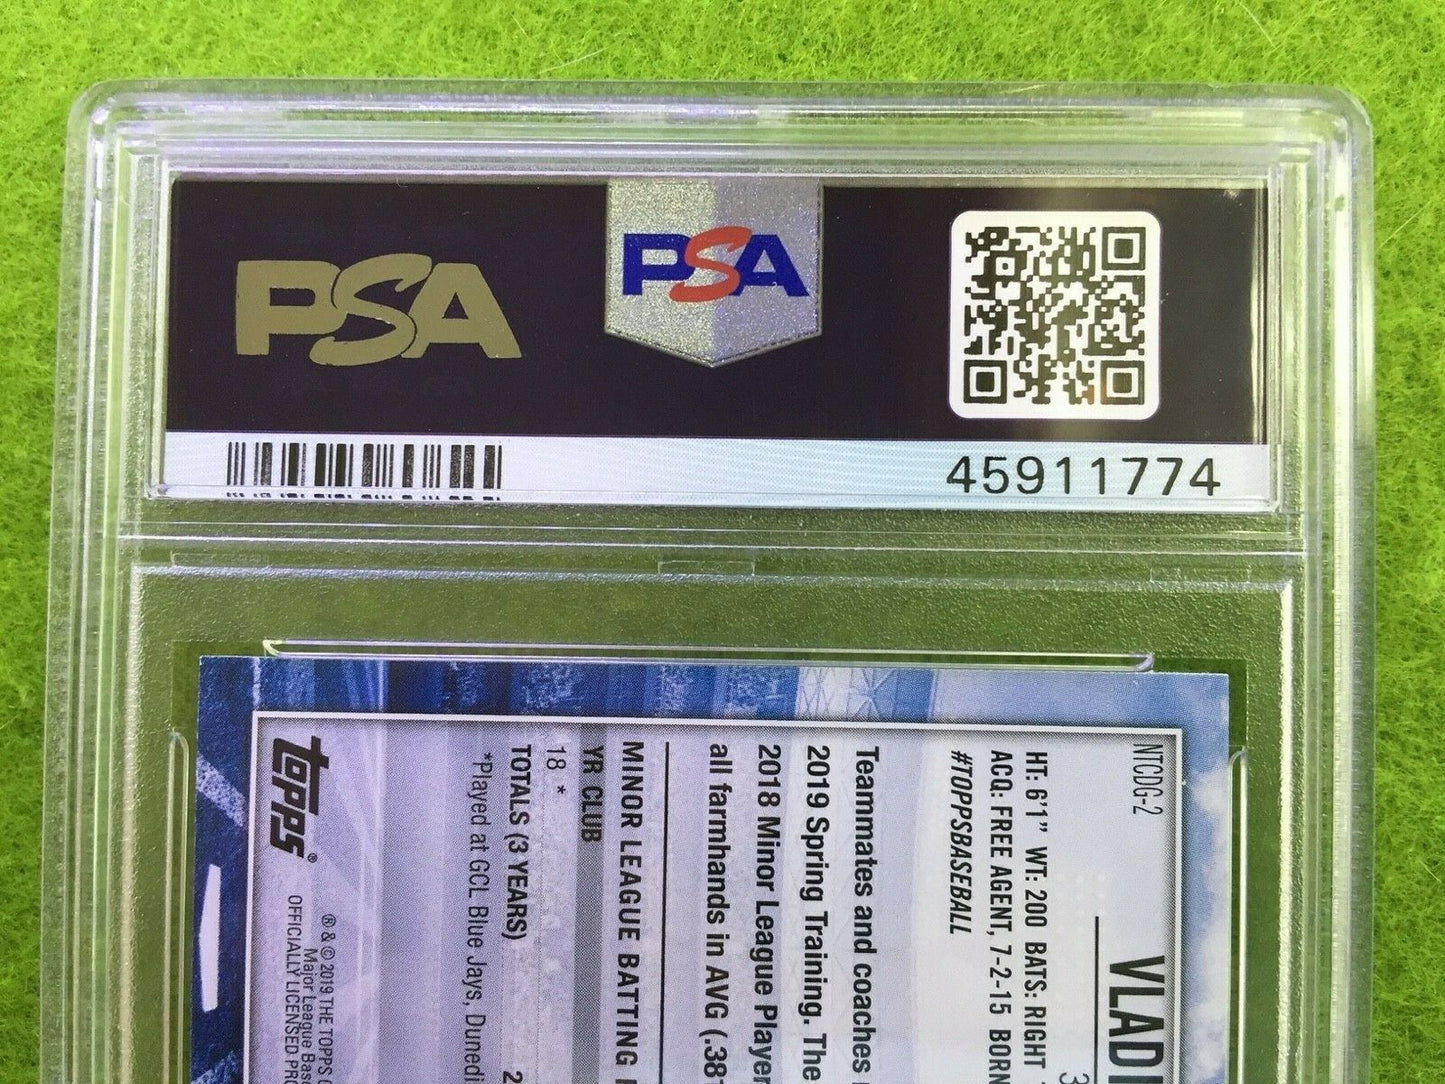 PSA
PSA
45911774
NTCDG-2
VLADI
HT: 6'1" WT: 200 BATS: RIGHT
ACQ: FREE AGENT, 7-2-15 BORN
#TOPPSBASEBALL
Teammates and coaches
2019 Spring Training. The
2018 Minor League Player
all farmhands in AVG (.381
MINOR LEAGUE BATTING
YR CLUB
18 *
TOTALS (3 YEARS)
*Played at GCL Blue Jays, Dunedi
topps®
® & © 2019 THE TOPPS
Major League Base
OFFICIALLY LICENSED PRO